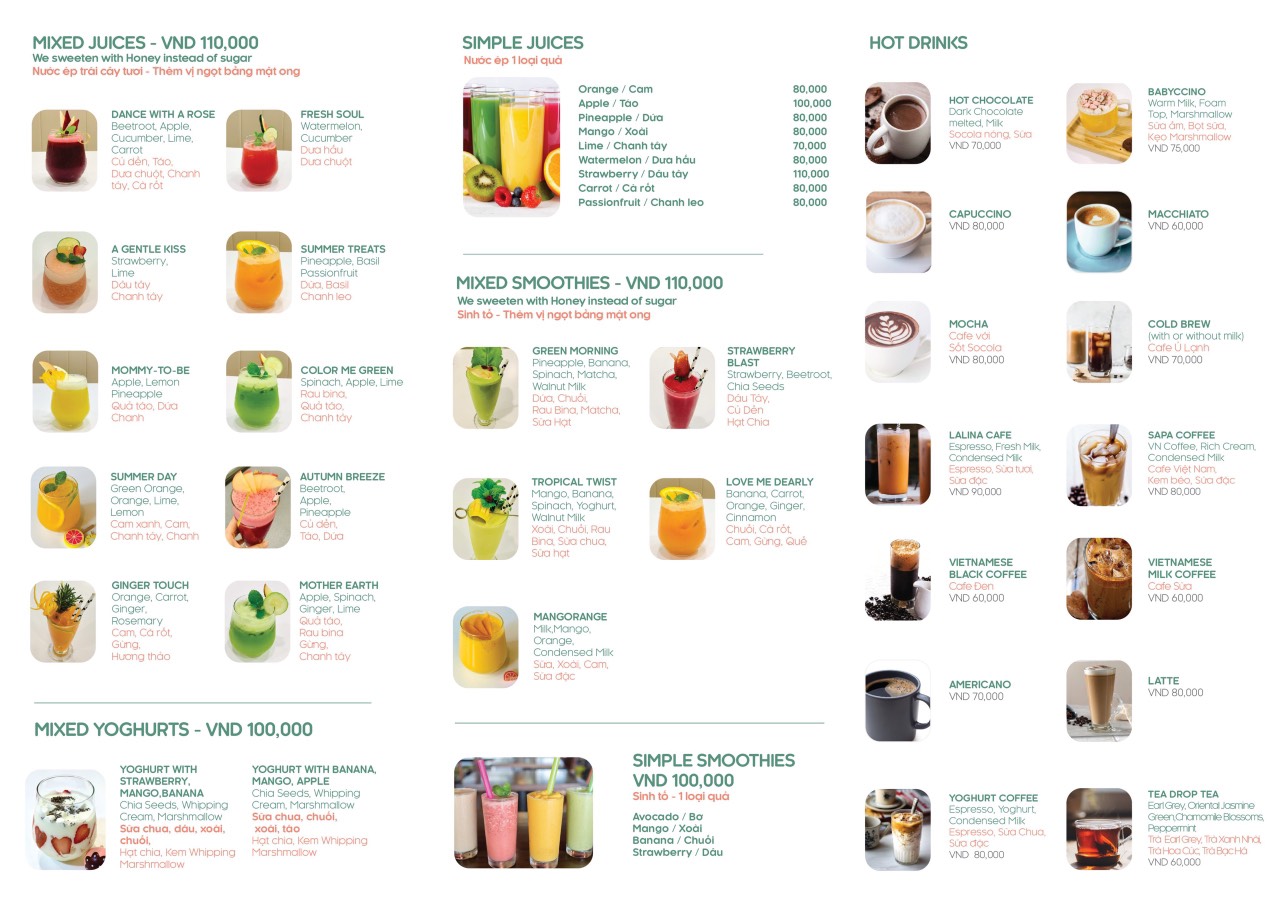 MIXED JUICES - VND 110,000
We sweeten with Honey instead of sugar
Nước ép trái cây tươi - Thêm vị ngọt bằng mật ong
DANCE WITH A ROSE
Beetroot, Apple,
Cucumber, Lime,
Carrot
Củ dền, Táo,
Dưa chuột, Chanh
tây, Cà rốt
FRESH SOUL
Watermelon,
Cucumber
Dưa hấu
Dưa chuột
A GENTLE KISS
Strawberry,
Lime
Dâu tây
Chanh tây
SUMMER TREATS
Pineapple, Basil
Passionfruit
Dứa, Basil
Chanh leo
MOMMY-TO-BE
Apple, Lemon
Pineapple
Quả táo, Dứa
Chanh
COLOR ME GREEN
Spinach, Apple, Lime
Rau bina,
Quả táo,
Chanh tây
SUMMER DAY
Green Orange,
Orange, Lime,
Lemon
Cam xanh, Cam,
Chanh tây, Chanh
AUTUMN BREEZE
Beetroot,
Apple,
Pineapple
Củ dền,
Táo, Dứa
GINGER TOUCH
Orange, Carrot,
Ginger,
Rosemary
Cam, Cà rốt,
Gừng,
Hương thảo
MOTHER EARTH
Apple, Spinach,
Ginger, Lime
Quả táo,
Rau bina
Gừng,
Chanh tây
MIXED YOGHURTS - VND 100,000
YOGHURT WITH
STRAWBERRY,
MANGO,BANANA
Chia Seeds, Whipping
Cream, Marshmallow
Sữa chua, dâu, xoài,
chuối,
Hạt chia, Kem Whipping
Marshmallow
YOGHURT WITH BANANA,
MANGO, APPLE
Chia Seeds, Whipping
Cream, Marshmallow
Sữa chua, chuối,
xoài, táo
Hạt chia, Kem Whipping
Marshmallow
SIMPLE JUICES
Nước ép 1 loại quả
Orange / Cam 80,000
Apple / Táo 100,000
Pineapple / Dứa 80,000
Mango / Xoài 80,000
Lime / Chanh tây 70,000
Watermelon / Dưa hấu 80,000
Strawberry / Dâu tây 110,000
Carrot / Cà rốt 80,000
Passionfruit / Chanh leo 80,000
MIXED SMOOTHIES - VND 110,000
We sweeten with Honey instead of sugar
Sinh tố - Thêm vị ngọt bằng mật ong
GREEN MORNING
Pineapple, Banana,
Spinach, Matcha,
Walnut Milk
Dứa, Chuối,
Rau Bina, Matcha,
Sữa Hạt
STRAWBERRY
BLAST
Strawberry, Beetroot,
Chia Seeds
Dâu Tây,
Củ Dền
Hạt Chia
TROPICAL TWIST
Mango, Banana,
Spinach, Yoghurt,
Walnut Milk
Xoài, Chuối, Rau
Bina, Sữa chua,
Sữa hạt
LOVE ME DEARLY
Banana, Carrot,
Orange, Ginger,
Cinnamon
Chuối, Cà rốt,
Cam, Gừng, Quế
MANGORANGE
Milk,Mango,
Orange,
Condensed Milk
Sữa, Xoài, Cam,
Sữa đặc
SIMPLE SMOOTHIES
VND 100,000
Sinh tố - 1 loại quả
Avocado / Bơ
Mango / Xoài
Banana / Chuối
Strawberry / Dâu
HOT DRINKS
HOT CHOCOLATE
Dark Chocolate
melted, Milk
Socola nóng, Sữa
VND 70,000
BABYCCINO
Warm Milk, Foam
Top, Marshmallow
Sữa ấm, Bọt sữa,
Kẹo Marshmallow
VND 75,000
CAPUCCINO
VND 80,000
MACCHIATO
VND 60,000
MOCHA
Cafe với
Sốt Socola
VND 80,000
COLD BREW
(with or without milk)
Cafe Ủ Lạnh
VND 70,000
LALINA CAFE
Espresso, Fresh Milk,
Condensed Milk
Espresso, Sữa tươi,
Sữa đặc
VND 90,000
SAPA COFFEE
VN Coffee, Rich Cream,
Condensed Milk
Cafe Việt Nam,
Kem béo, Sữa đặc
VND 80,000
VIETNAMESE
BLACK COFFEE
Cafe Đen
VND 60,000
VIETNAMESE
MILK COFFEE
Cafe Sữa
VND 60,000
AMERICANO
VND 70,000
LATTE
VND 80,000
YOGHURT COFFEE
Espresso, Yoghurt,
Condensed Milk
Espresso, Sữa Chua,
Sữa đặc
VND 80,000
TEA DROP TEA
Earl Grey, Oriental Jasmine
Green,Chamomile Blossoms,
Peppermint
Trà Earl Grey, Trà Xanh Nhài,
Trà Hoa Cúc, Trà Bạc Hà
VND 60,000